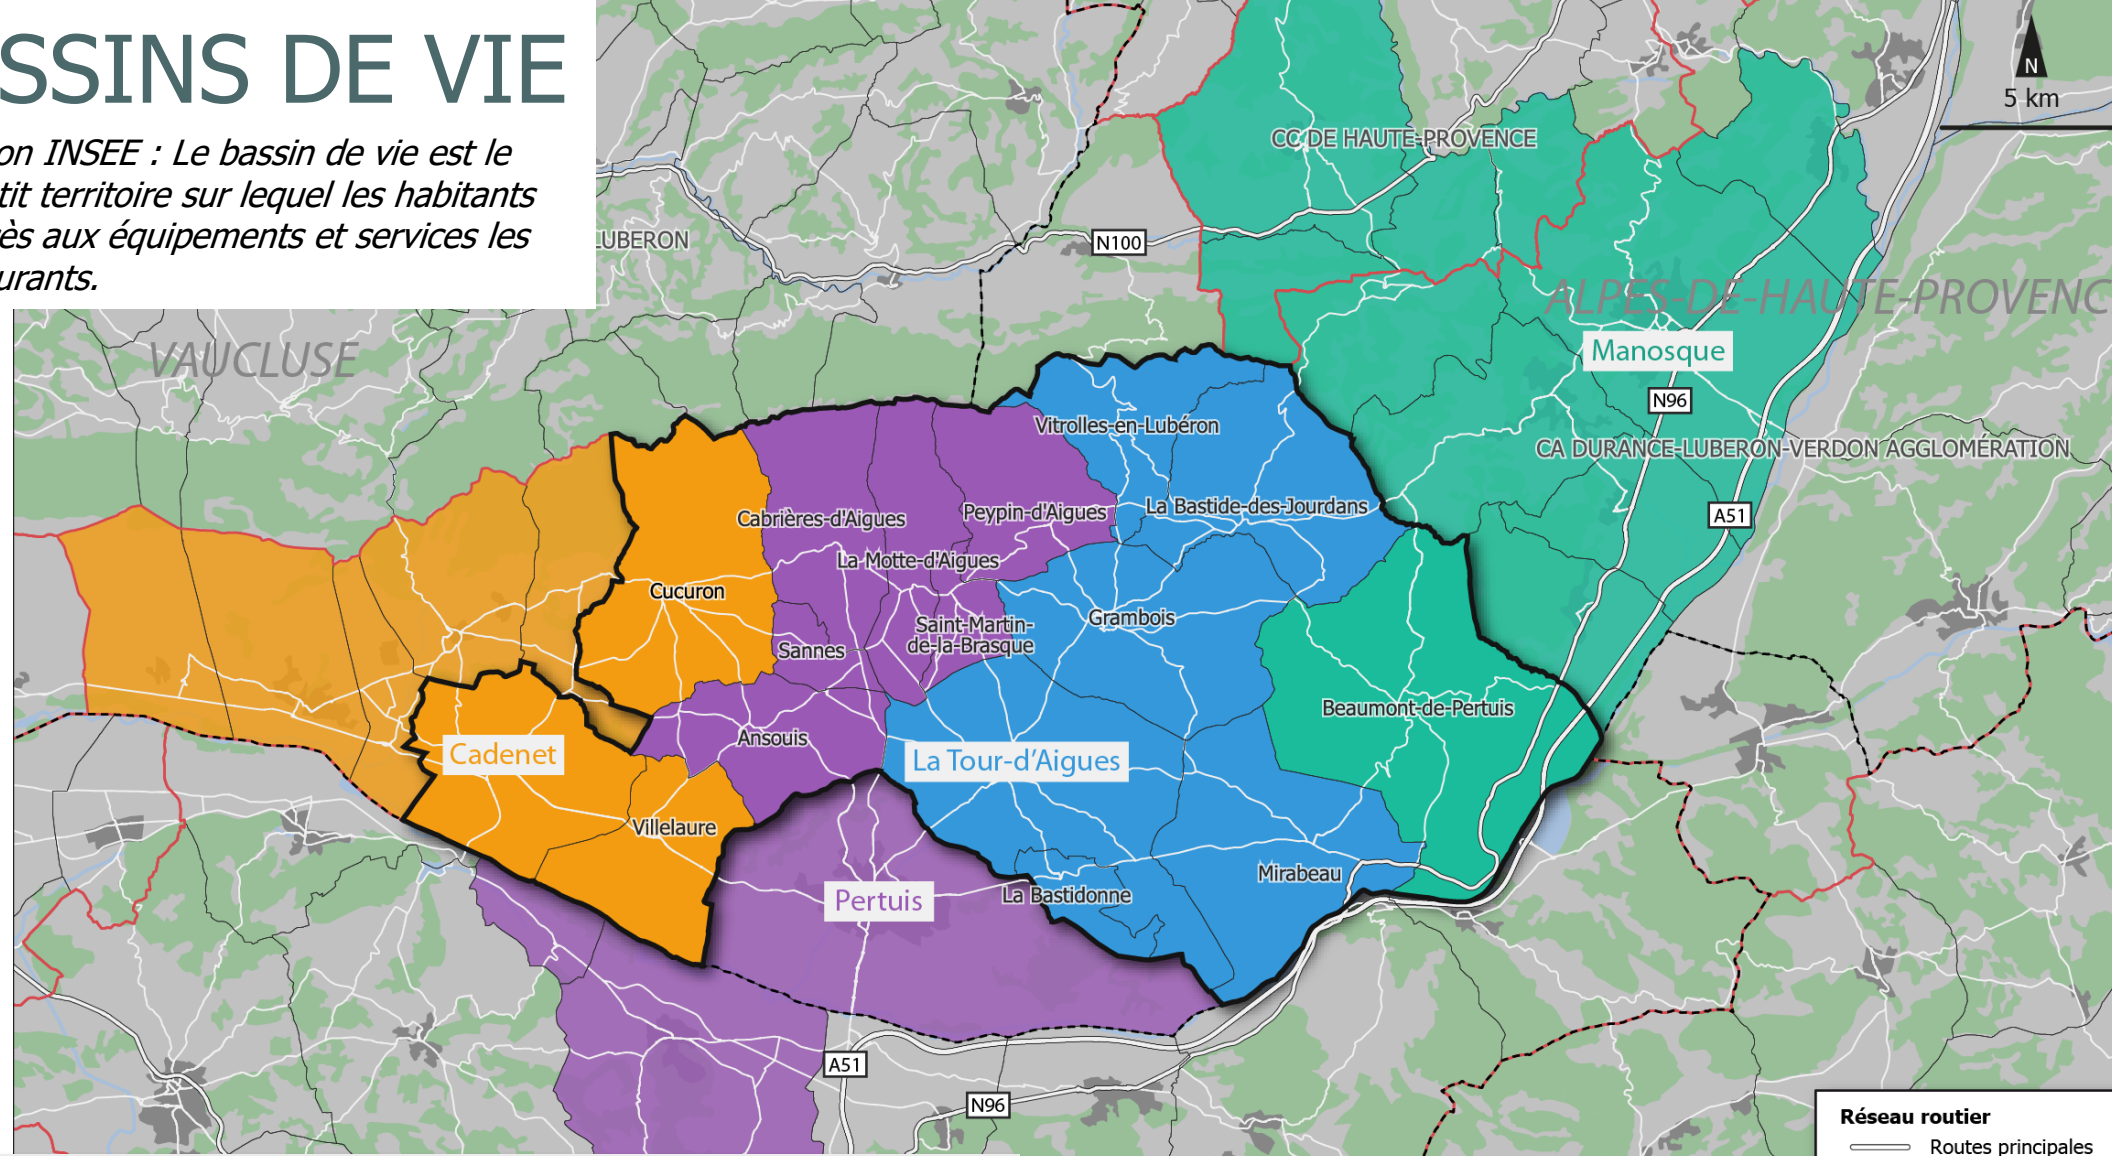 SSINS DE VIE
on INSEE : Le bassin de vie est le
tit territoire sur lequel les habitants
ès aux équipements et services les
urants.
N
5 km
CC DE HAUTE-PROVENCE
LUBERON
N100
ALPES-DE-HAUTE-PROVENC
VAUCLUSE
Manosque
N96
Vitrolles-en-Lubéron
CA DURANCE-LUBERON-VERDON AGGLOMÉRATION
Cabrières-d'Aigues
Peypin-d'Aigues
La Bastide-des-Jourdans
A51
La Motte-d'Aigues
Cucuron
Grambois
Saint-Martin-
de-la-Brasque
Sannes
Beaumont-de-Pertuis
Ansouis
Cadenet
La Tour-d'Aigues
Villelaure
Mirabeau
Pertuis
La Bastidonne
A51
N96
Réseau routier
Routes principales